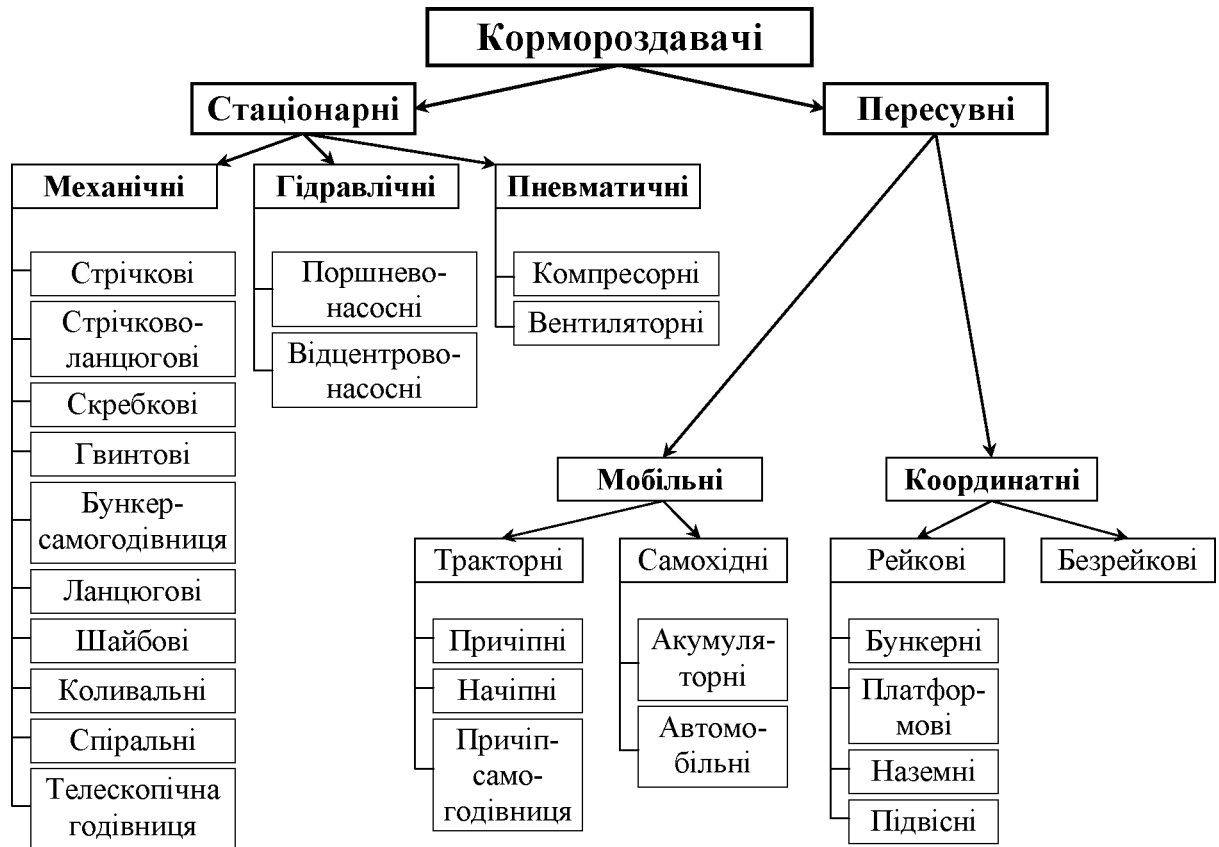 Кормороздавачі
Стаціонарні
Пересувні
Механічні
Гідравлічні
Пневматичні
Стрічкові
Стрічково-
ланцюгові
Скребкові
Гвинтові
Бункер-
самогодівниця
Ланцюгові
Шайбові
Коливальні
Спіральні
Телескопічна
годівниця
Поршнево-
насосні
Відцентрово-
насосні
Компресорні
Вентиляторні
Мобільні
Координатні
Тракторні
Самохідні
Рейкові
Безрейкові
Причіпні
Начіпні
Причіп-
само-
годівниця
Акумуля-
торні
Автомо-
більні
Бункерні
Платфор-
мові
Наземні
Підвісні